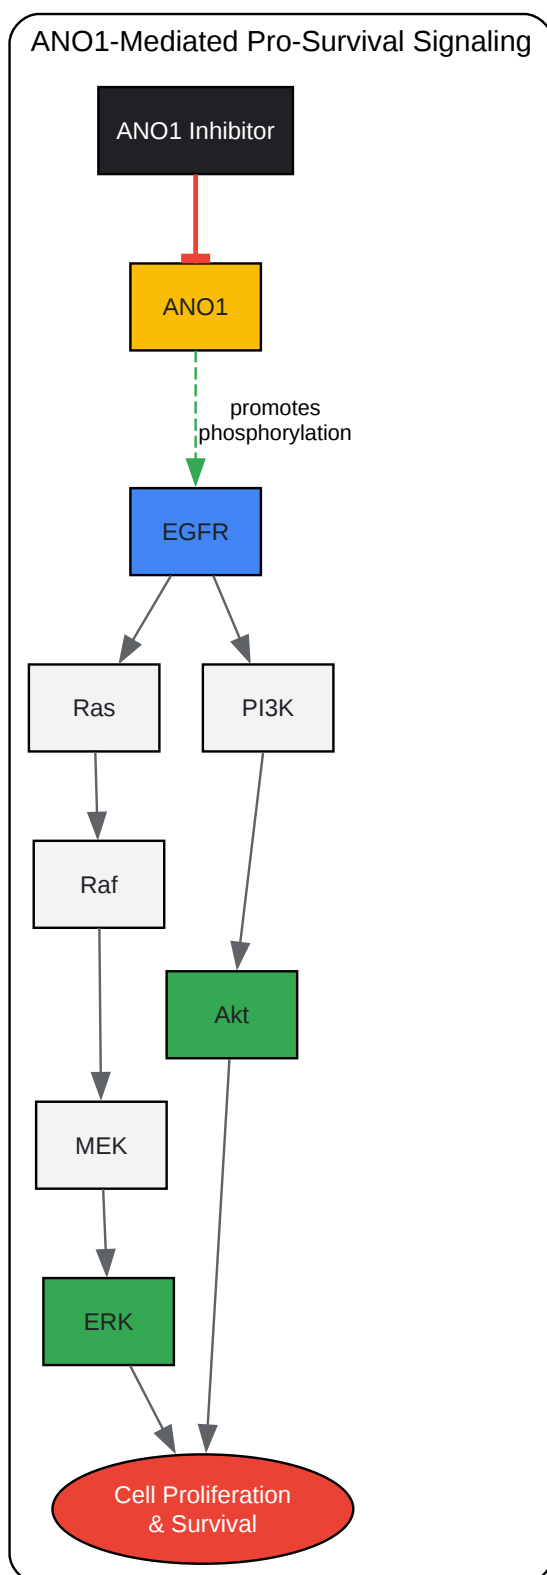 ANO1-Mediated Pro-Survival Signaling
ANO1 Inhibitor
ANO1
promotes
phosphorylation
EGFR
Ras
PI3K
Raf
Akt
MEK
ERK
Cell Proliferation
& Survival